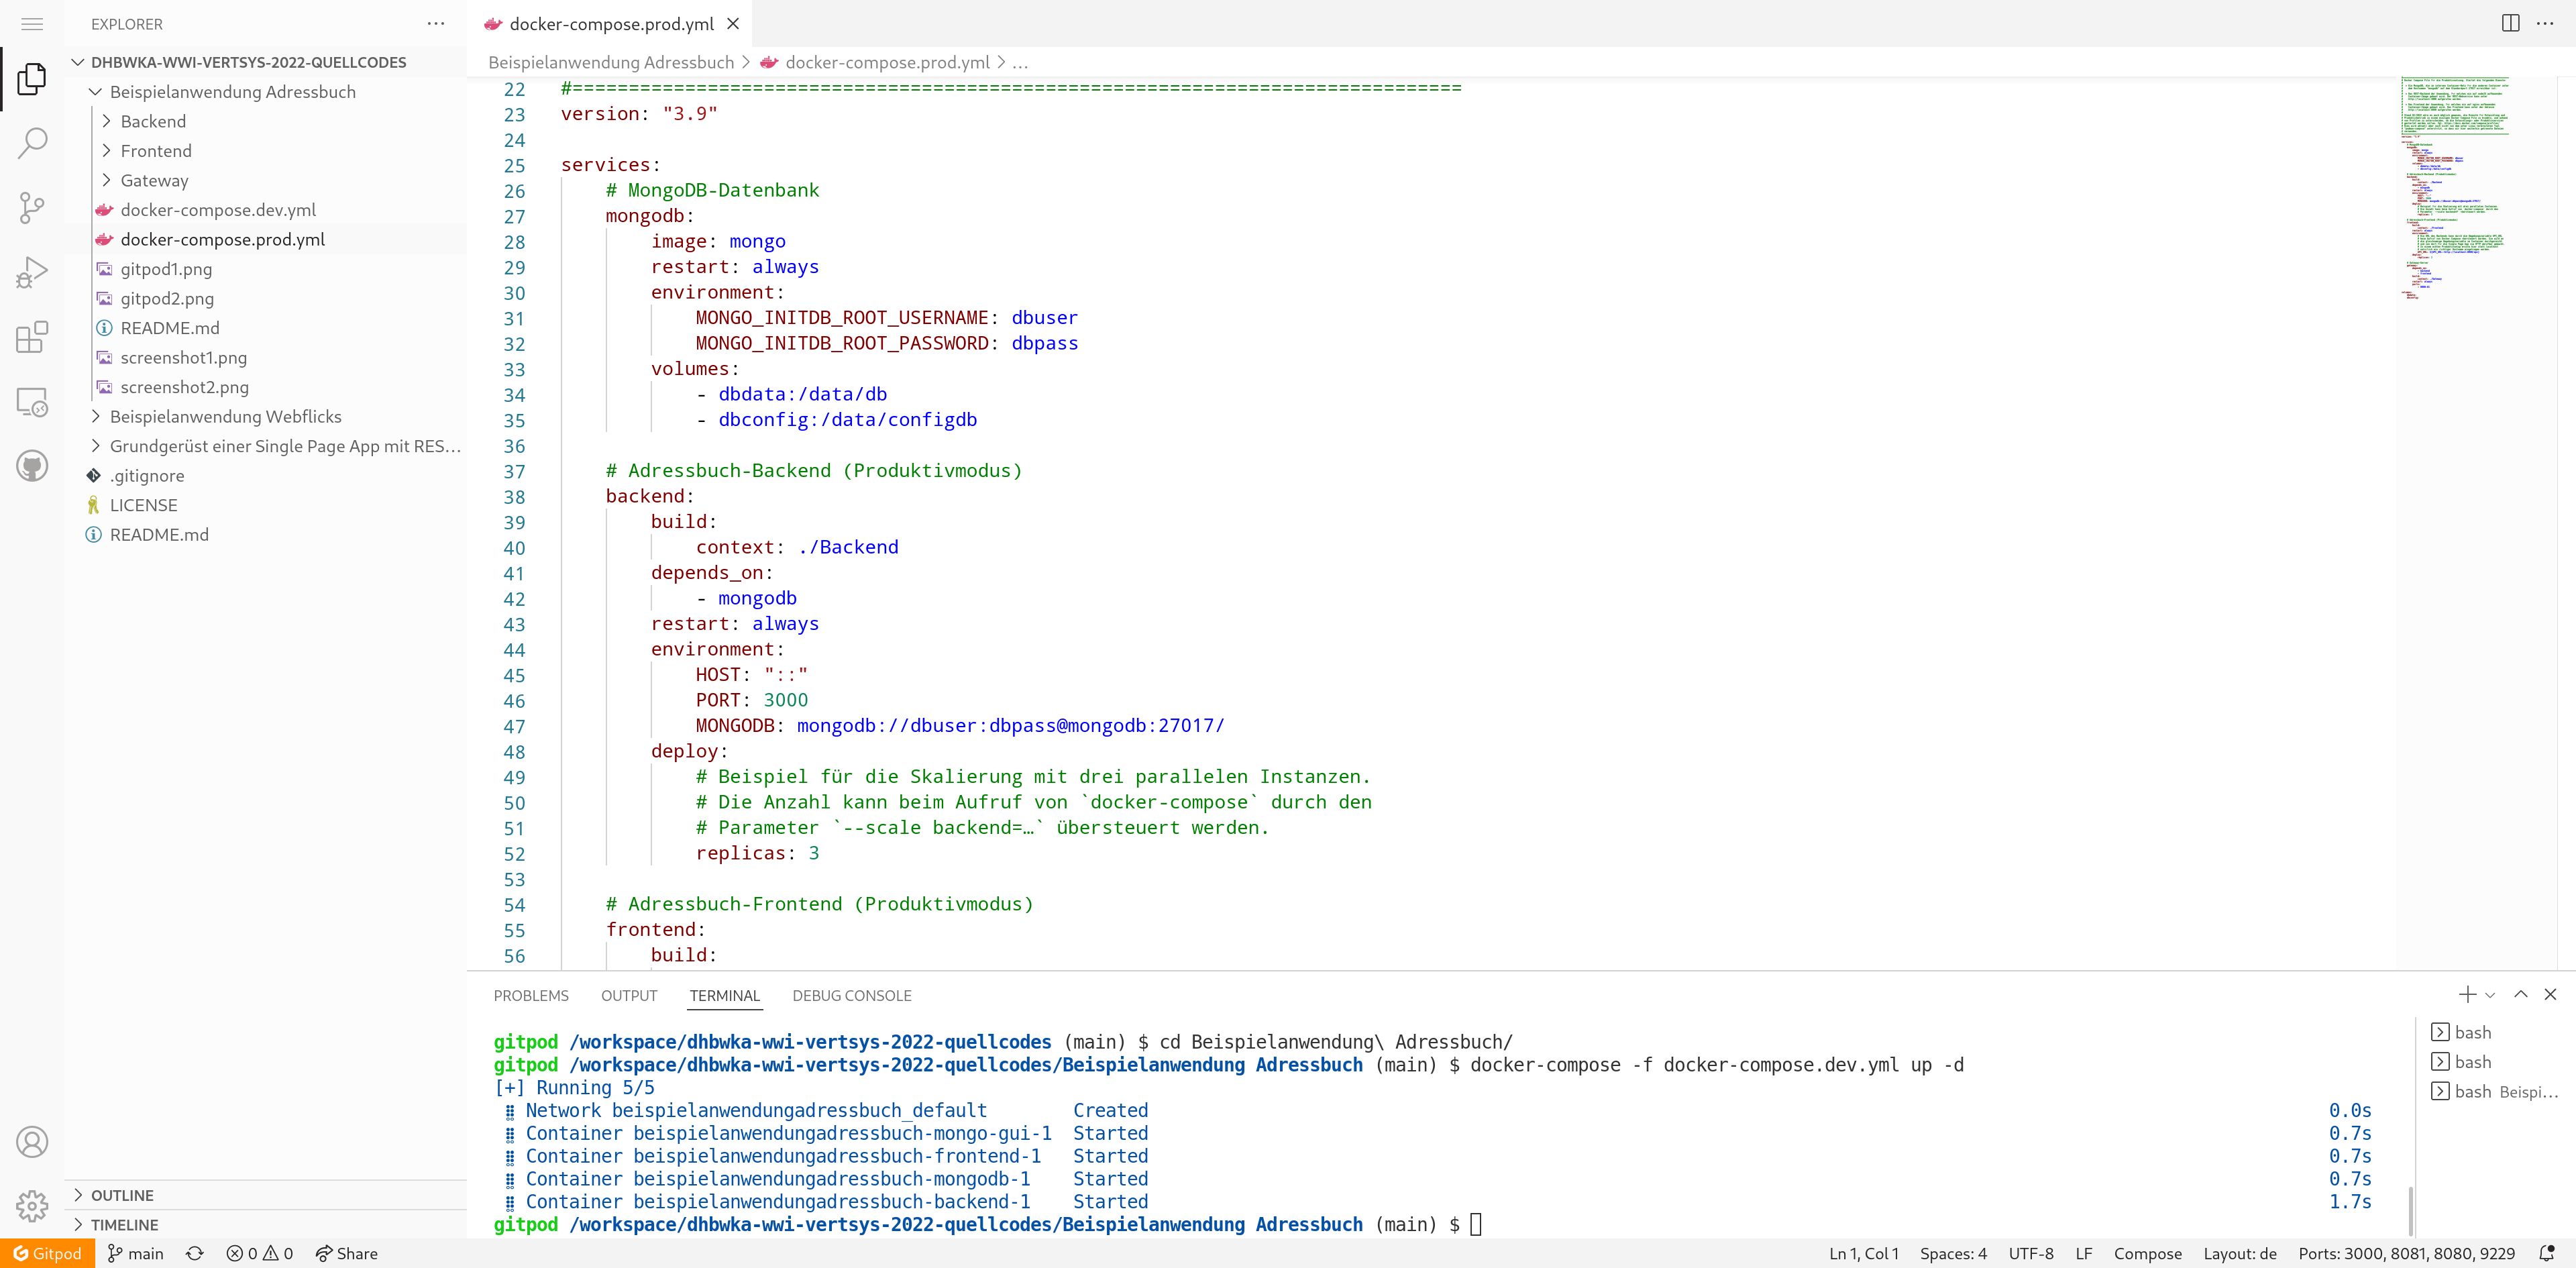 EXPLORER
DHBWKA-WWI-VERTSYS-2022-QUELLCODES
Beispielanwendung Adressbuch
Backend
Frontend
Gateway
docker-compose.dev.yml
docker-compose.prod.yml
gitpod1.png
gitpod2.png
README.md
screenshot1.png
screenshot2.png
Beispielanwendung Webflicks
Grundgerüst einer Single Page App mit RES...
.gitignore
LICENSE
README.md
OUTLINE
TIMELINE
docker-compose.prod.yml
Beispielanwendung Adressbuch > docker-compose.prod.yml > ...
22 #===============================================================================
23 version: "3.9"
24
25 services:
26     # MongoDB-Datenbank
27     mongodb:
28         image: mongo
29         restart: always
30         environment:
31             MONGO_INITDB_ROOT_USERNAME: dbuser
32             MONGO_INITDB_ROOT_PASSWORD: dbpass
33         volumes:
34             - dbdata:/data/db
35             - dbconfig:/data/configdb
36
37     # Adressbuch-Backend (Produktivmodus)
38     backend:
39         build:
40             context: ./Backend
41         depends_on:
42             - mongodb
43         restart: always
44         environment:
45             HOST: "::"
46             PORT: 3000
47             MONGODB: mongodb://dbuser:dbpass@mongodb:27017/
48         deploy:
49             # Beispiel für die Skalierung mit drei parallelen Instanzen.
50             # Die Anzahl kann beim Aufruf von `docker-compose` durch den
51             # Parameter `--scale backend=…` übersteuert werden.
52             replicas: 3
53
54     # Adressbuch-Frontend (Produktivmodus)
55     frontend:
56         build:
PROBLEMS OUTPUT TERMINAL DEBUG CONSOLE
gitpod /workspace/dhbwka-wwi-vertsys-2022-quellcodes (main) $ cd Beispielanwendung\ Adressbuch/
gitpod /workspace/dhbwka-wwi-vertsys-2022-quellcodes/Beispielanwendung Adressbuch (main) $ docker-compose -f docker-compose.dev.yml up -d
[+] Running 5/5
⣿ Network beispielanwendungadressbuch_default Created 0.0s
⣿ Container beispielanwendungadressbuch-mongo-gui-1 Started 0.7s
⣿ Container beispielanwendungadressbuch-frontend-1 Started 0.7s
⣿ Container beispielanwendungadressbuch-mongodb-1 Started 0.7s
⣿ Container beispielanwendungadressbuch-backend-1 Started 1.7s
gitpod /workspace/dhbwka-wwi-vertsys-2022-quellcodes/Beispielanwendung Adressbuch (main) $
bash
bash
bash Beispi...
Gitpod main 0 0 Share Ln 1, Col 1 Spaces: 4 UTF-8 LF Compose Layout: de Ports: 3000, 8081, 8080, 9229